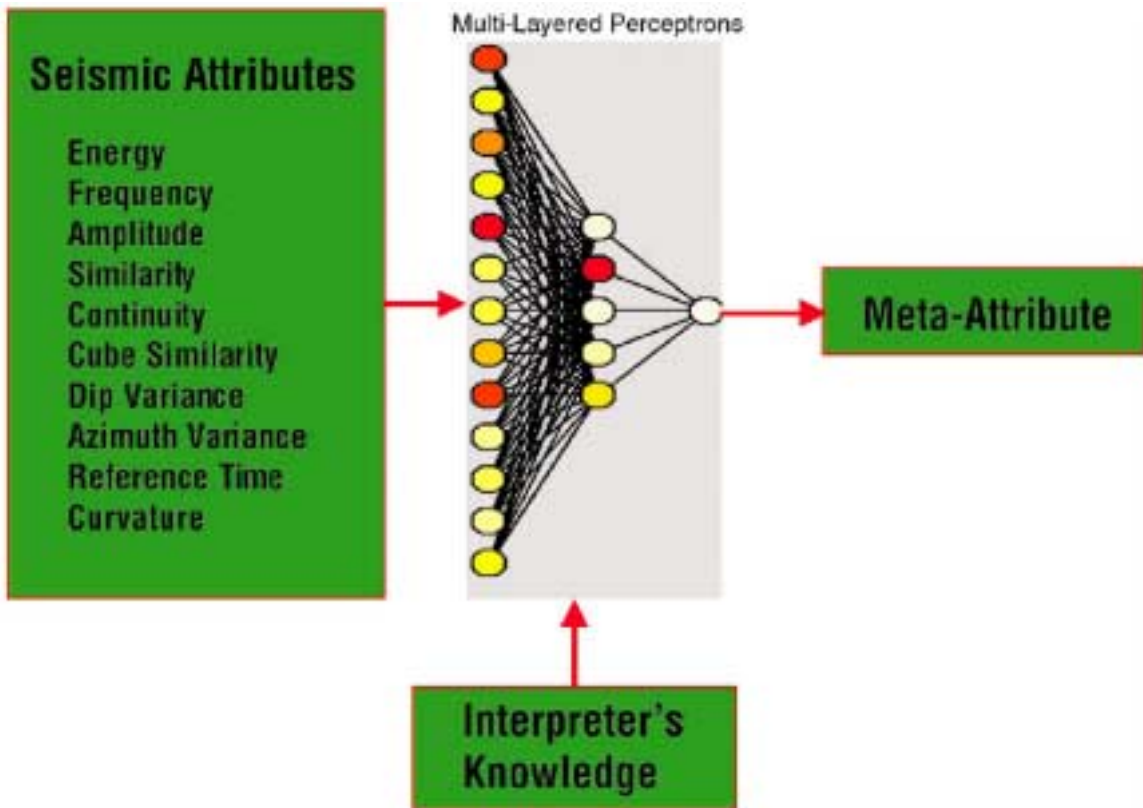 Multi-Layered Perceptrons
Seismic Attributes
Energy
Frequency
Amplitude
Similarity
Continuity
Cube Similarity
Dip Variance
Azimuth Variance
Reference Time
Curvature
Meta-Attribute
Interpreter's
Knowledge